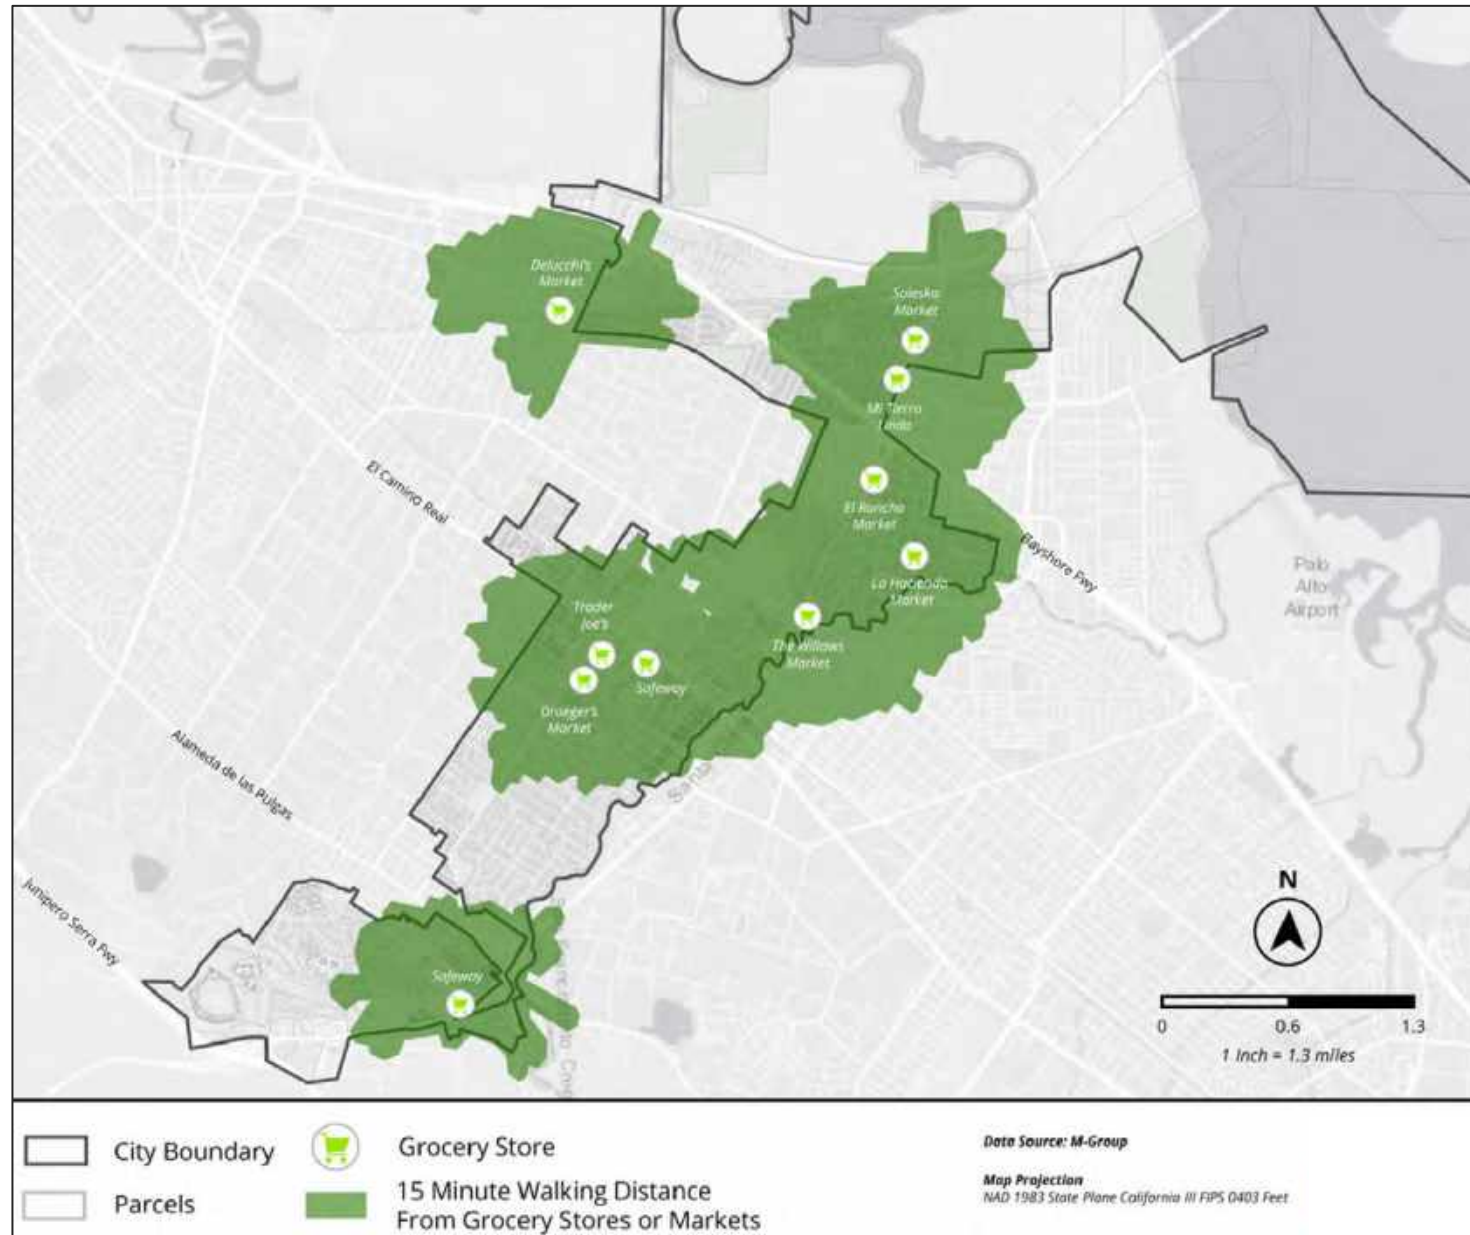 Delucchi's
Market
Soleska
Market
Mi Tierra
Linda
El Rancho
Market
La Hacienda
Market
The Willows
Market
Trader
Joe's
Safeway
Draeger's
Market
Safeway
El Camino Real
Bayshore Fwy
Alameda de las Pulgas
Junipero Serra Fwy
Palo
Alto
Airport
N
0 0.6 1.3
1 Inch = 1.3 miles
City Boundary
Parcels
Grocery Store
15 Minute Walking Distance
From Grocery Stores or Markets
Data Source: M-Group
Map Projection
NAD 1983 State Plane California III FIPS 0403 Feet